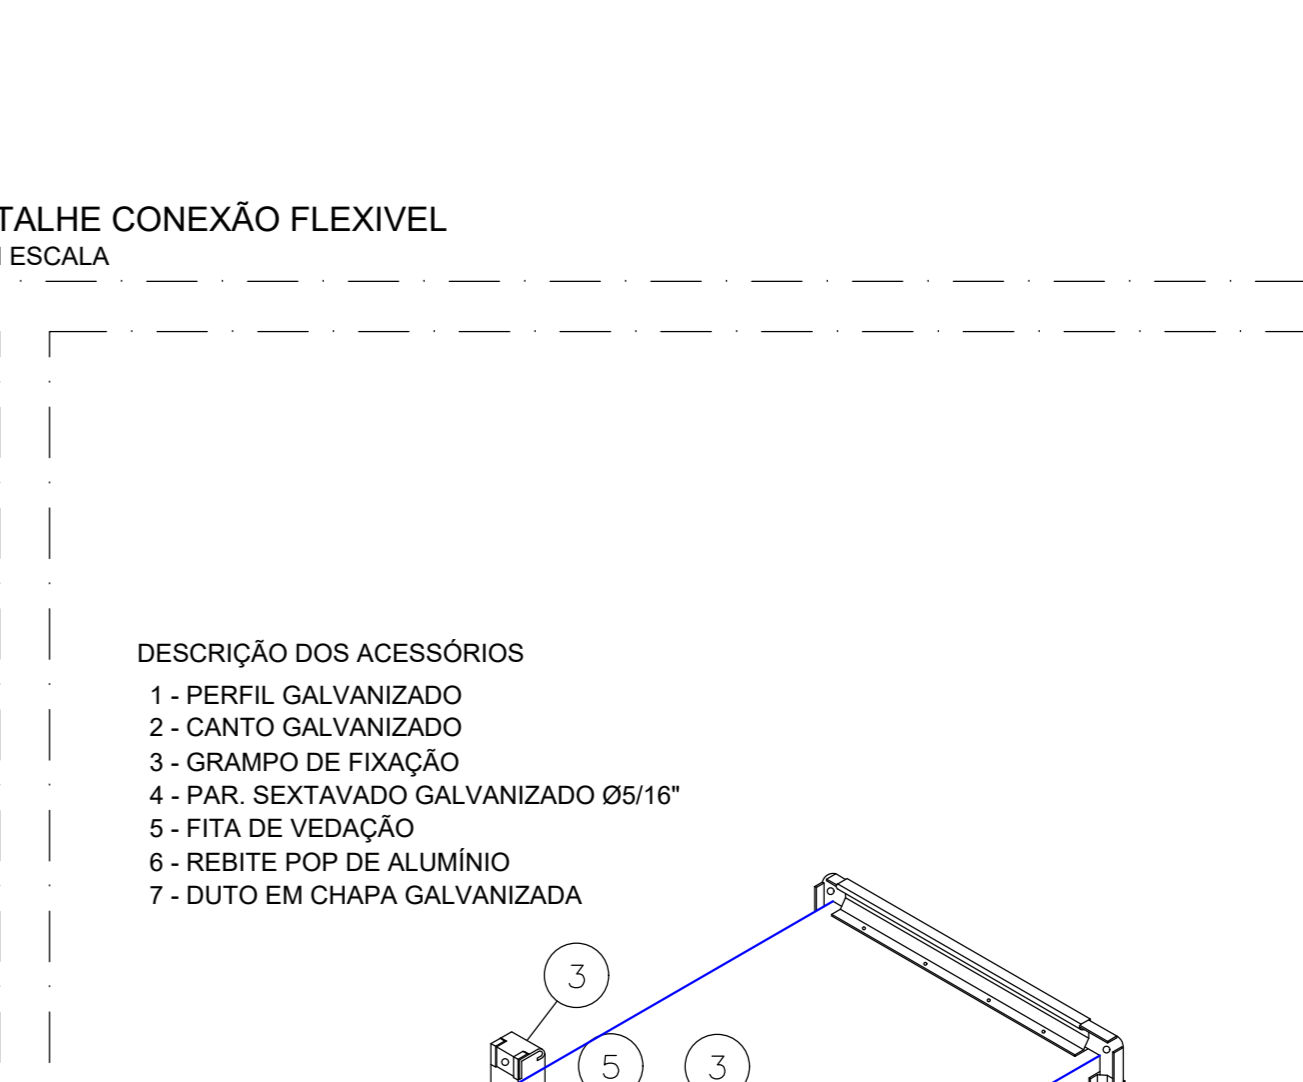 TALHE CONEXÃO FLEXIVEL
ESCALA
DESCRIÇÃO DOS ACESSÓRIOS
1 - PERFIL GALVANIZADO
2 - CANTO GALVANIZADO
3 - GRAMPO DE FIXAÇÃO
4 - PAR. SEXTAVADO GALVANIZADO Ø5/16"
5 - FITA DE VEDAÇÃO
6 - REBITE POP DE ALUMÍNIO
7 - DUTO EM CHAPA GALVANIZADA
3
5
3